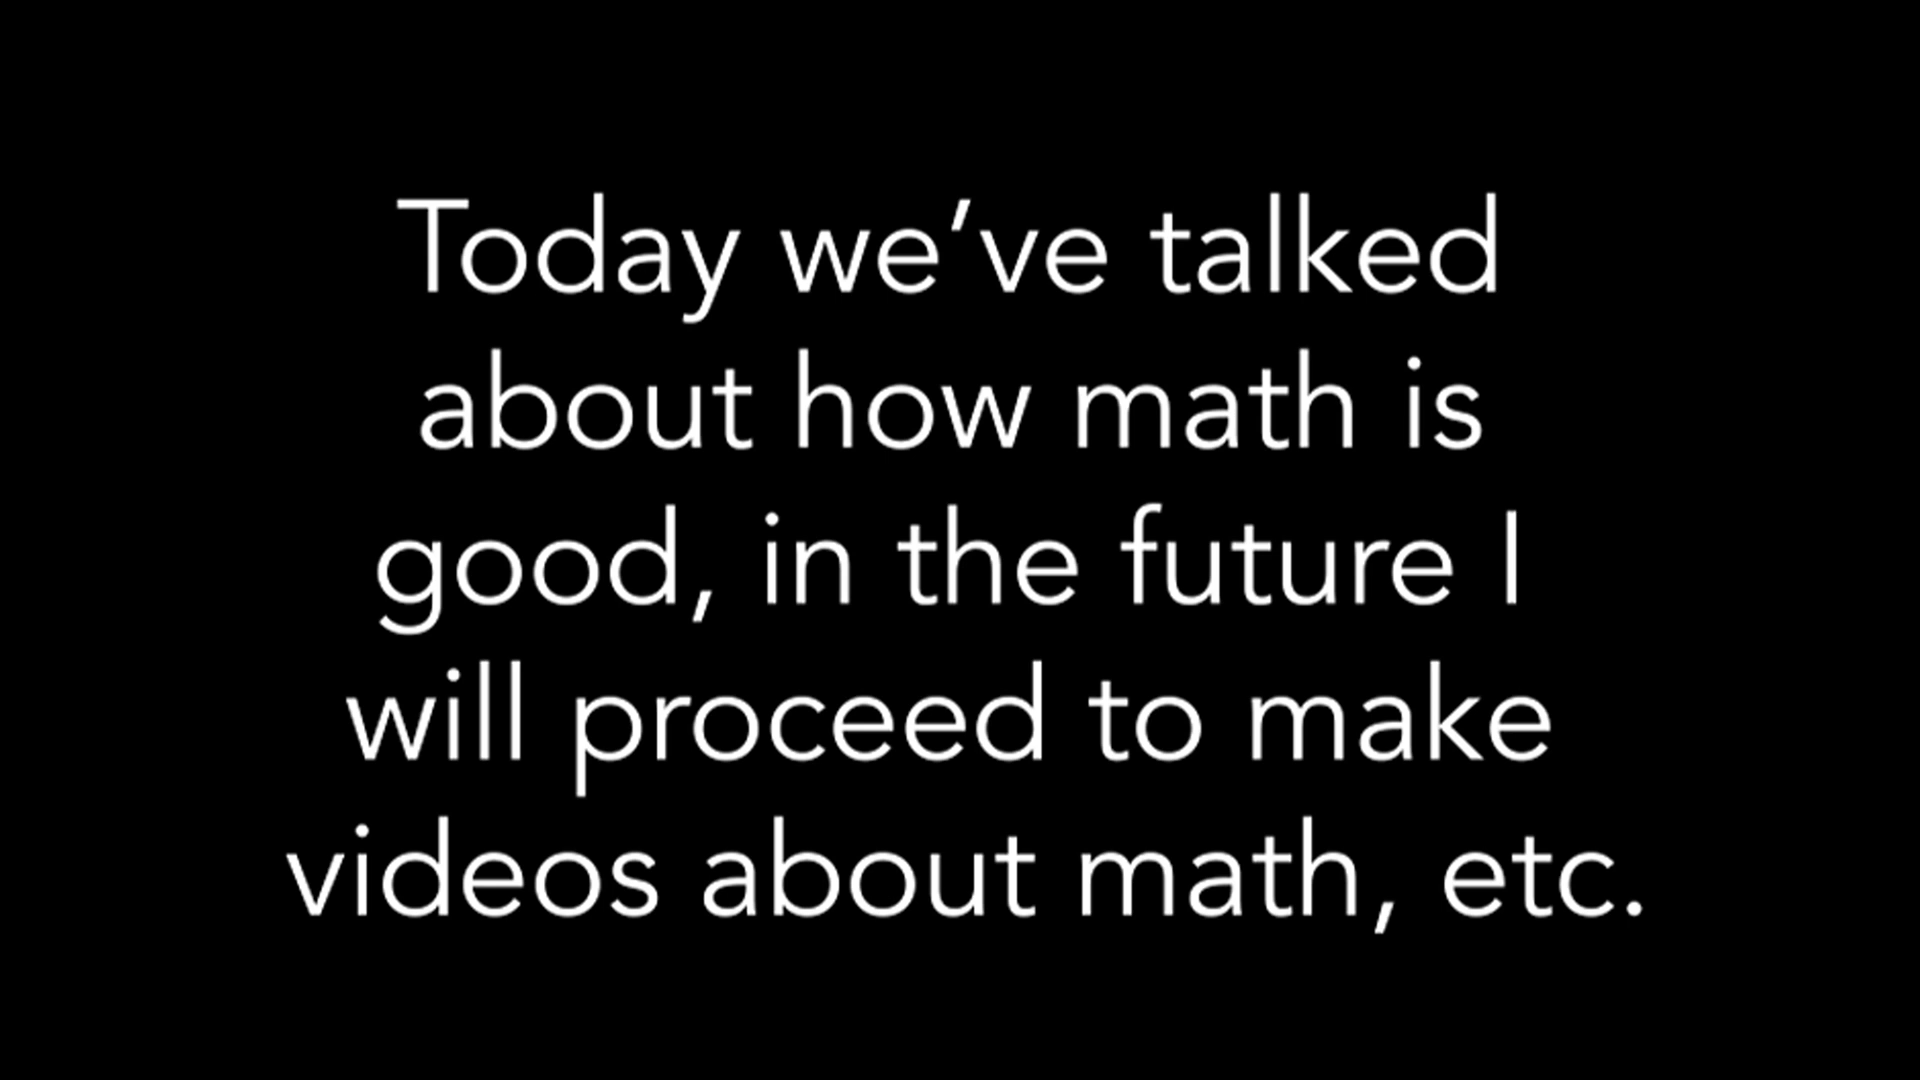 Today we’ve talked
about how math is
good, in the future I
will proceed to make
videos about math, etc.